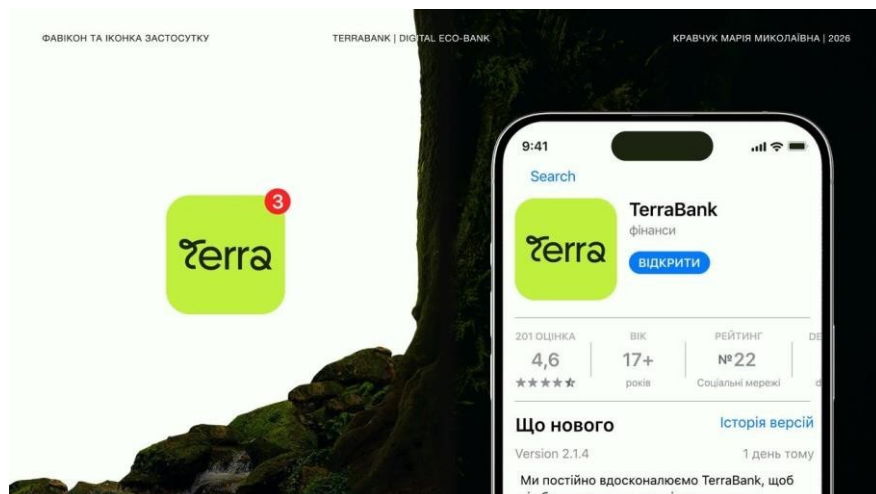 ФАВІКОН ТА ІКОНКА ЗАСТОСУТКУ
TERRABANK | DIGITAL ECO-BANK
КРАВЧУК МАРІЯ МИКОЛАЇВНА | 2026
3
Terra
9:41
Search
Terra
TerraBank
фінанси
ВІДКРИТИ
201 ОЦІНКА
ВІК
РЕЙТИНГ
DE
4,6
17+
№22
років
Соціальні мережі
d
Що нового
Історія версій
Version 2.1.4
1 день тому
Ми постійно вдосконалюємо TerraBank, щоб